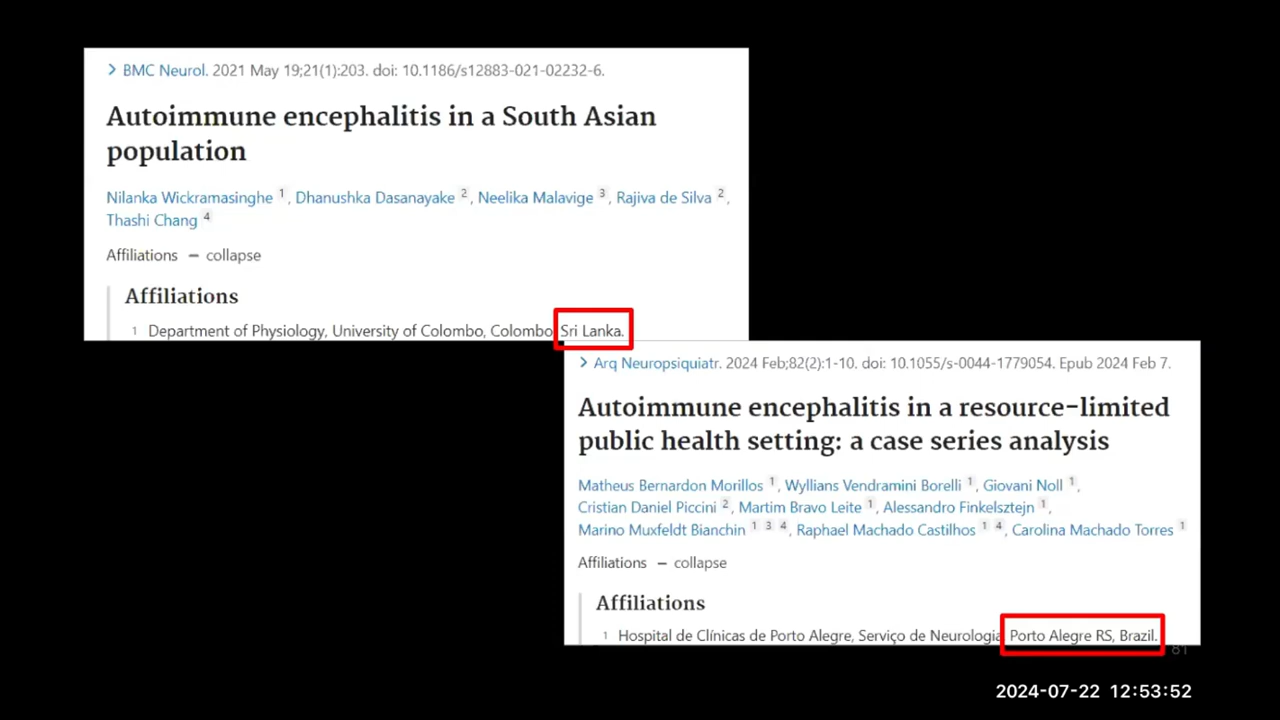 > BMC Neurol. 2021 May 19;21(1):203. doi: 10.1186/s12883-021-02232-6.
Autoimmune encephalitis in a South Asian
population
Nilanka Wickramasinghe 1, Dhanushka Dasanayake 2, Neelika Malavige 3, Rajiva de Silva 2,
Thashi Chang 4
Affiliations − collapse
Affiliations
1 Department of Physiology, University of Colombo, Colombo Sri Lanka.
> Arq Neuropsiquiatr. 2024 Feb;82(2):1-10. doi: 10.1055/s-0044-1779054. Epub 2024 Feb 7.
Autoimmune encephalitis in a resource-limited
public health setting: a case series analysis
Matheus Bernardon Morillos 1, Wyllians Vendramini Borelli 1, Giovani Noll 1,
Cristian Daniel Piccini 2, Martim Bravo Leite 1, Alessandro Finkelsztejn 1,
Marino Muxfeldt Bianchin 1 3 4, Raphael Machado Castilhos 1 4, Carolina Machado Torres 1
Affiliations − collapse
Affiliations
1 Hospital de Clínicas de Porto Alegre, Serviço de Neurologia Porto Alegre RS, Brazil.
81
2024-07-22 12:53:52